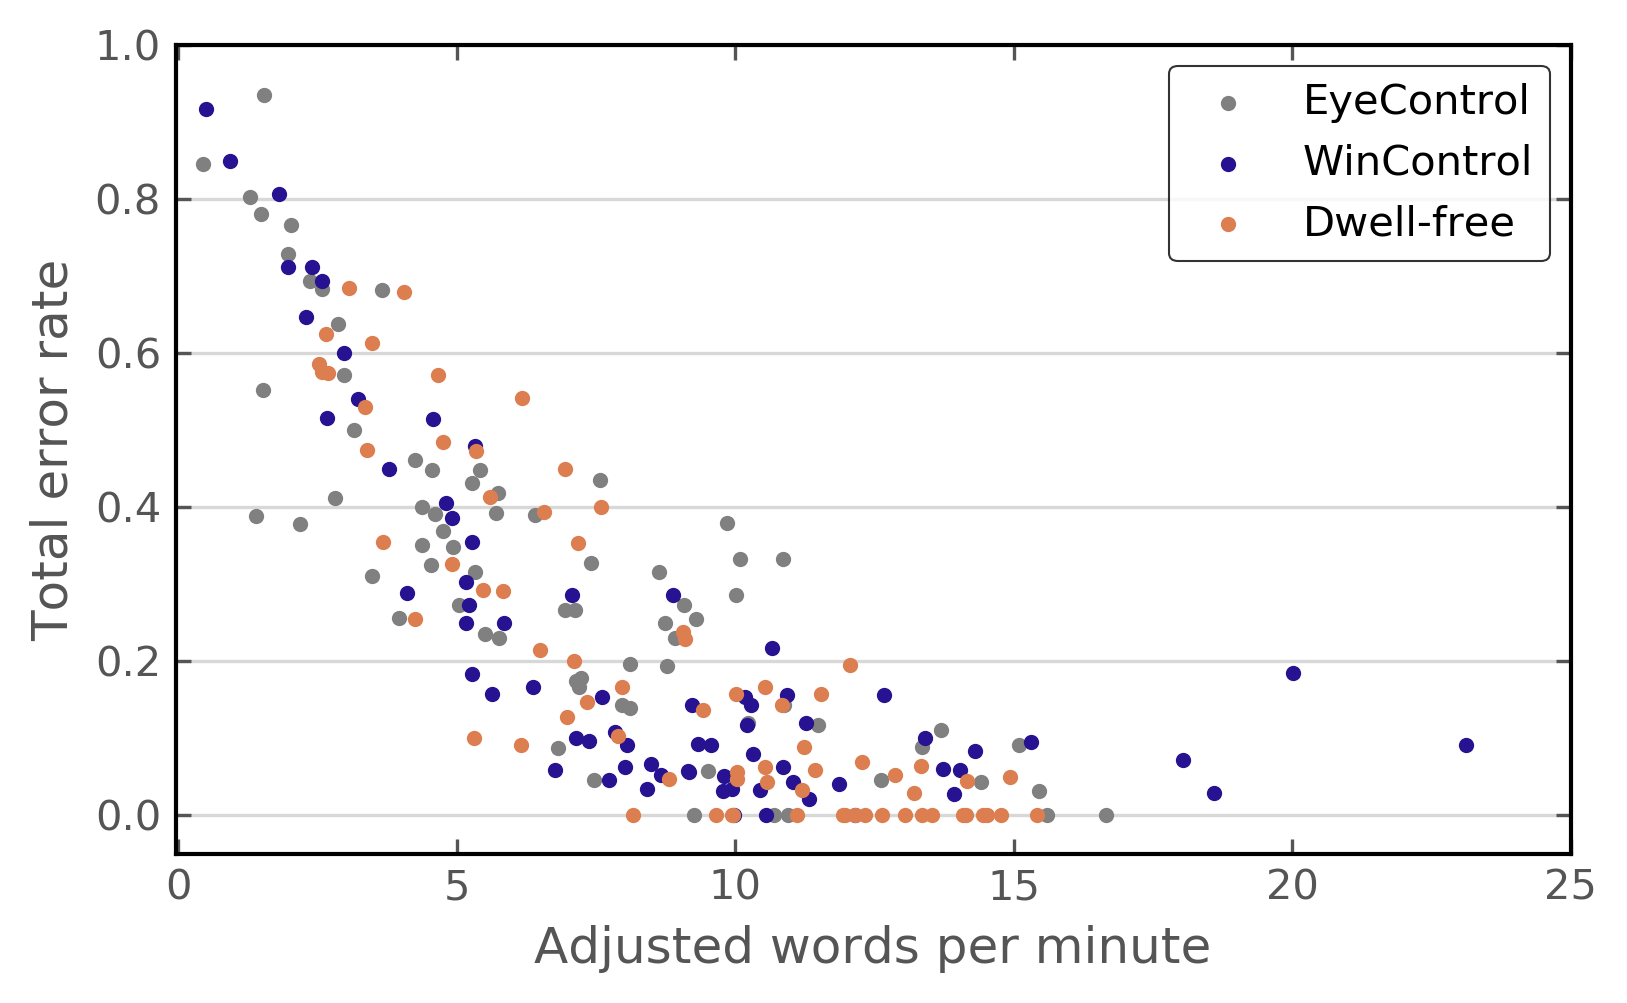 1.0
0.8
0.6
0.4
0.2
0.0
Total error rate
EyeControl
WinControl
Dwell-free
0 5 10 15 20 25
Adjusted words per minute